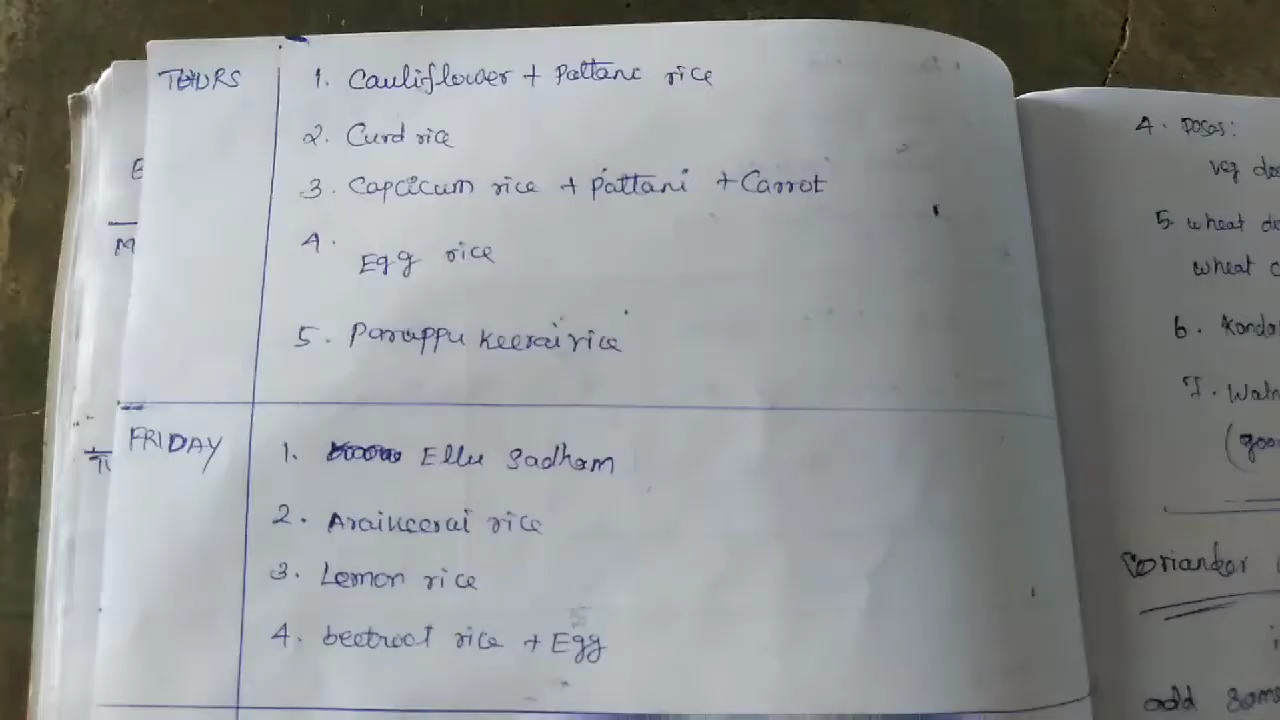 THURS
1. Cauliflower + Pattani rice
2. Curd rice
3. Capcicum rice + Pattani + Carrot
4. Egg rice
5. Paruppu Keerai rice
FRIDAY
1. Ellu Sadham
2. Araikeerai rice
3. Lemon rice
4. beetroot rice + Egg
4. Dosas:
veg
5. wheat
wheat
6.
7.
Coriander
add some